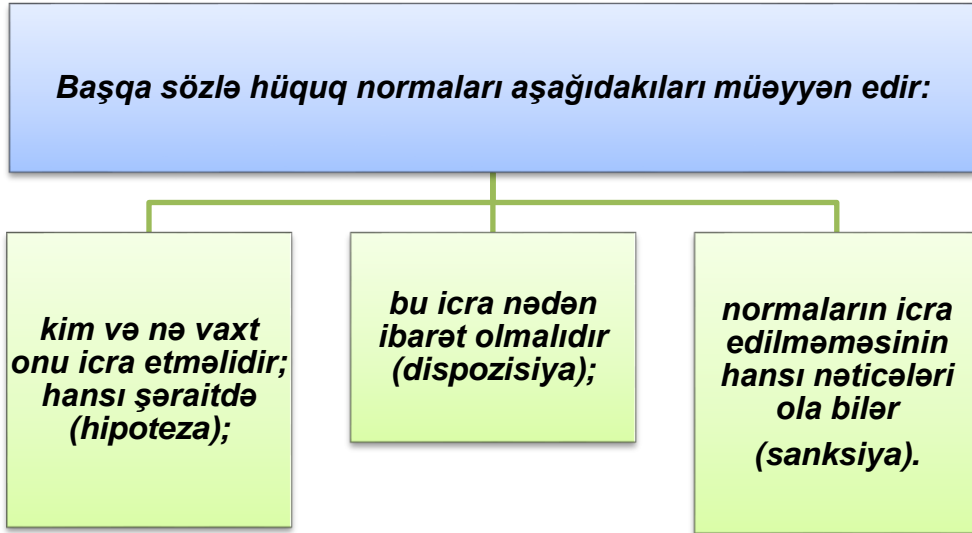 Başqa sözlə hüquq normaları aşağıdakıları müəyyən edir:
kim və nə vaxt
onu icra etməlidir;
hansı şəraitdə
(hipoteza);
bu icra nədən
ibarət olmalıdır
(dispozisiya);
normaların icra
edilməməsinin
hansı nəticələri
ola bilər
(sanksiya).